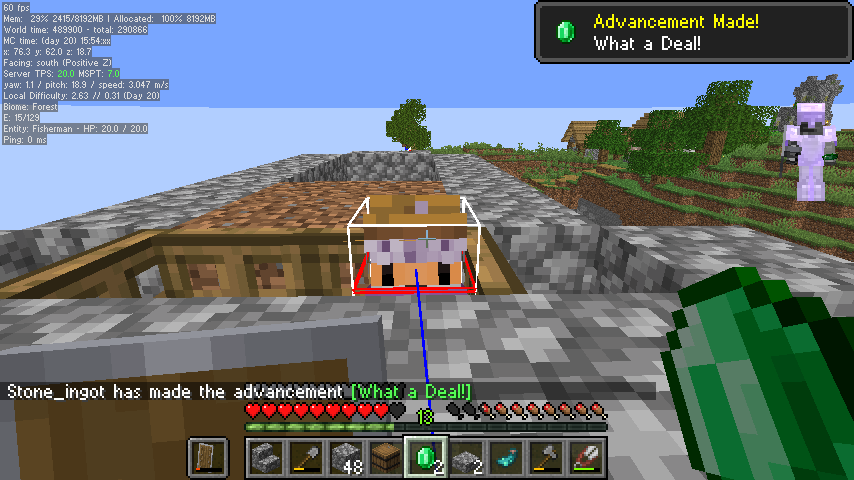 60 fps
Mem: 29% 2415/8192MB | Allocated: 100% 8192MB
World time: 489900 - total: 290866
MC time: (day 20) 15:54:xx
x: 76.3 y: 62.0 z: 18.7
Facing: south (Positive Z)
Server TPS: 20.0 MSPT: 7.0
yaw: 1.1 / pitch: 18.9 / speed: 3.047 m/s
Local Difficulty: 2.63 // 0.31 (Day 20)
Biome: Forest
E: 15/129
Entity: Fisherman - HP: 20.0 / 20.0
Ping: 0 ms
Advancement Made!
What a Deal!
Stone_ingot has made the advancement [What a Deal!]
18
48
2
2